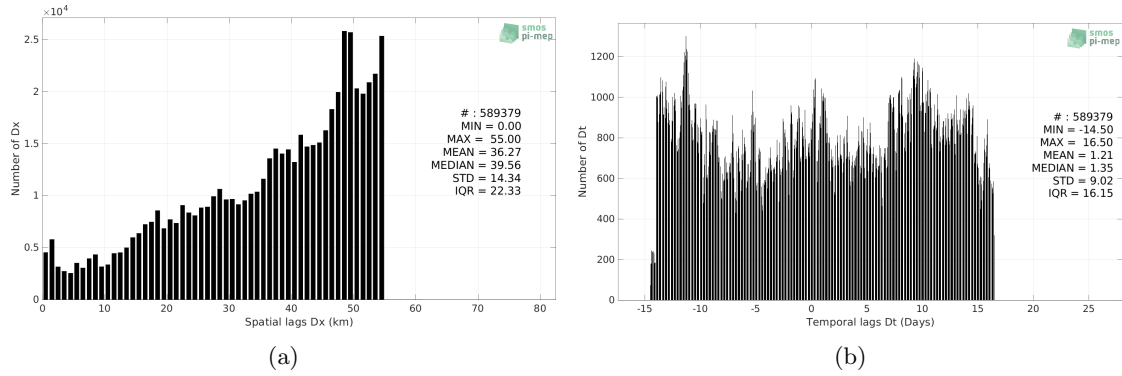 ×10⁴
2.5
2
1.5
1
0.5
0
Number of Dx
0 10 20 30 40 50 60 70 80
Spatial lags Dx (km)
smos
pi-mep
# : 589379
MIN = 0.00
MAX = 55.00
MEAN = 36.27
MEDIAN = 39.56
STD = 14.34
IQR = 22.33
(a)
1200
1000
800
600
400
200
0
Number of Dt
-15 -10 -5 0 5 10 15 20 25
Temporal lags Dt (Days)
smos
pi-mep
# : 589379
MIN = -14.50
MAX = 16.50
MEAN = 1.21
MEDIAN = 1.35
STD = 9.02
IQR = 16.15
(b)